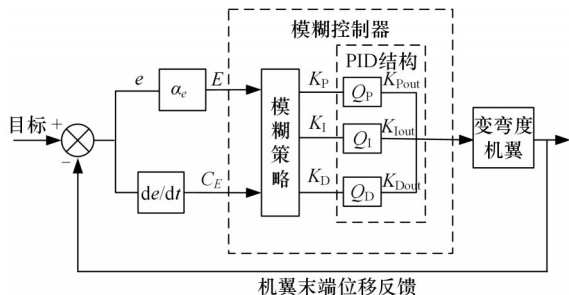 模糊控制器
PID结构
目标 +
−
e
αₑ
E
de/dt
C_E
模糊策略
K_P
K_I
K_D
Q_P
Q_I
Q_D
K_Pout
K_Iout
K_Dout
变弯度
机翼
机翼末端位移反馈